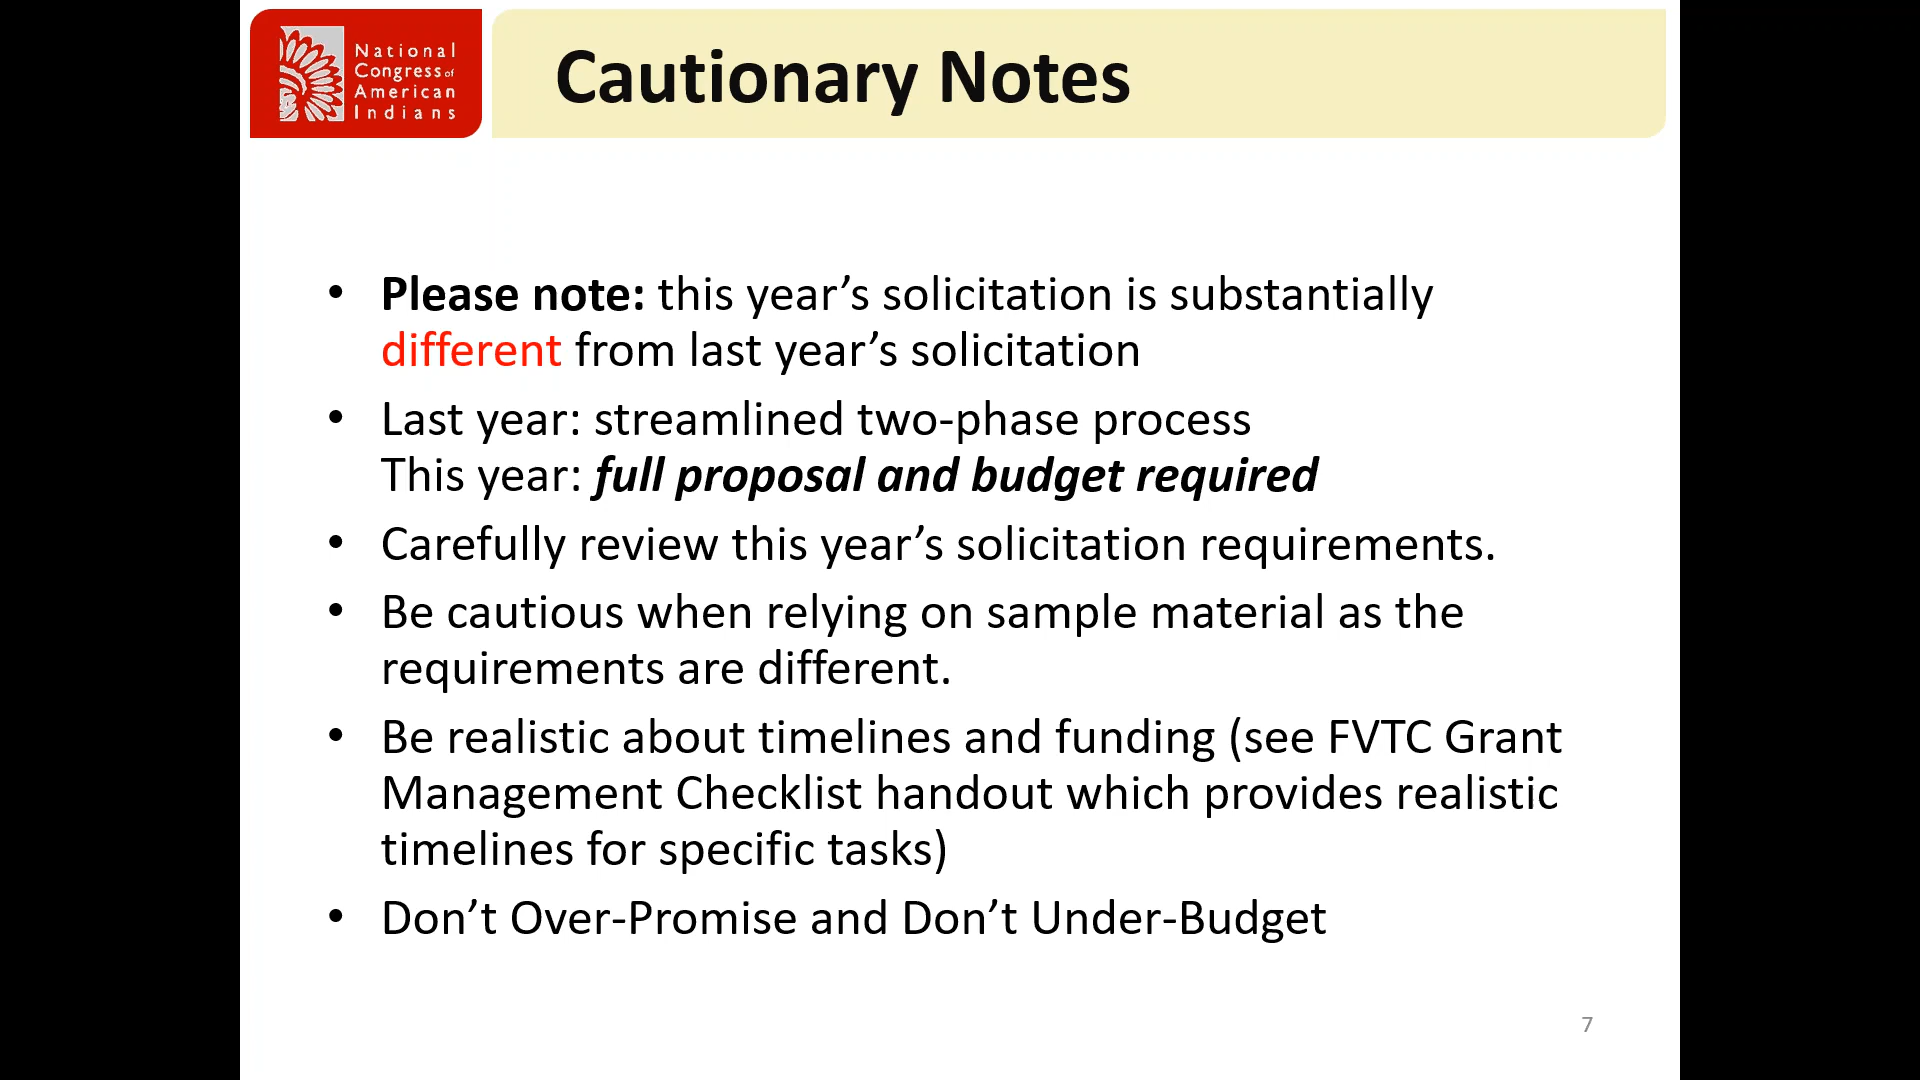 National
Congress of
American
Indians
Cautionary Notes
• Please note: this year’s solicitation is substantially
different from last year’s solicitation
• Last year: streamlined two-phase process
This year: full proposal and budget required
• Carefully review this year’s solicitation requirements.
• Be cautious when relying on sample material as the
requirements are different.
• Be realistic about timelines and funding (see FVTC Grant
Management Checklist handout which provides realistic
timelines for specific tasks)
• Don’t Over-Promise and Don’t Under-Budget
7